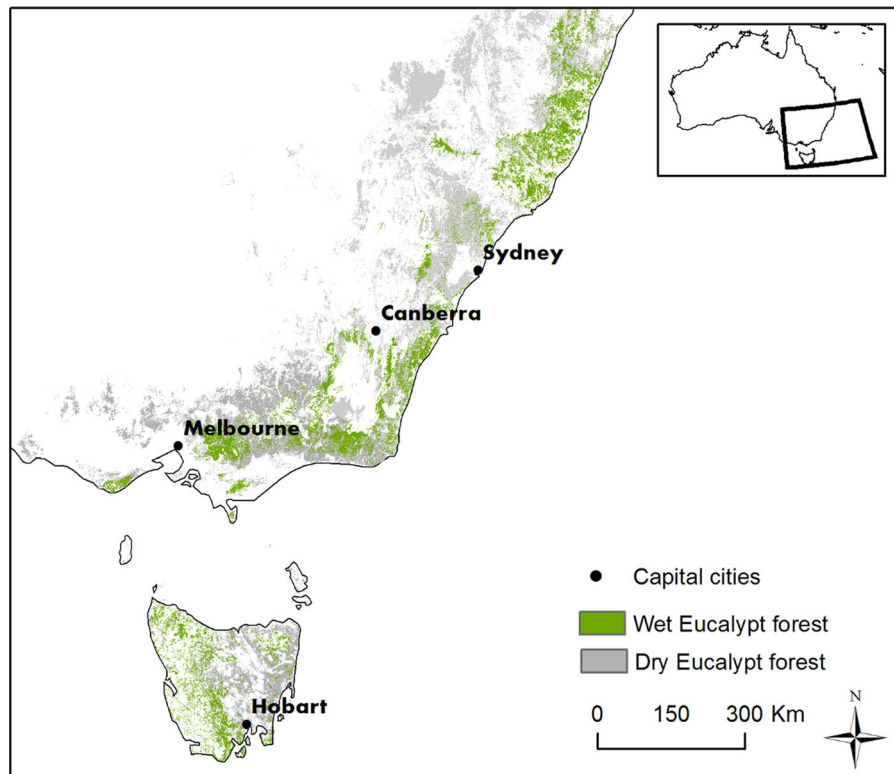 Sydney
Canberra
Melbourne
Hobart
Capital cities
Wet Eucalypt forest
Dry Eucalypt forest
0 150 300 Km
N